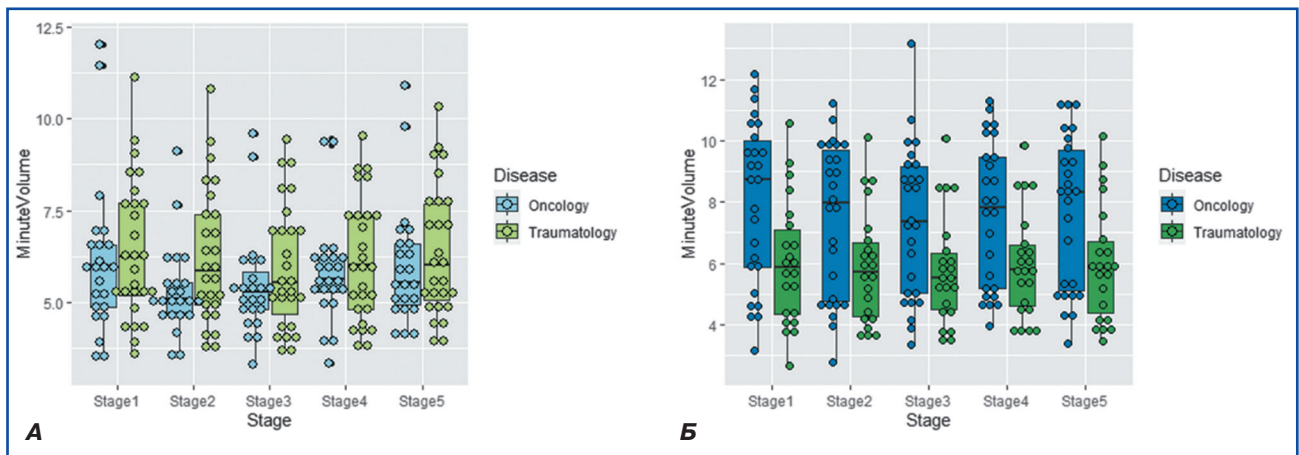 12.5
10.0
7.5
5.0
MinuteVolume
Stage1 Stage2 Stage3 Stage4 Stage5
Stage
Disease
Oncology
Traumatology
А
12
10
8
6
4
MinuteVolume
Stage1 Stage2 Stage3 Stage4 Stage5
Stage
Disease
Oncology
Traumatology
Б